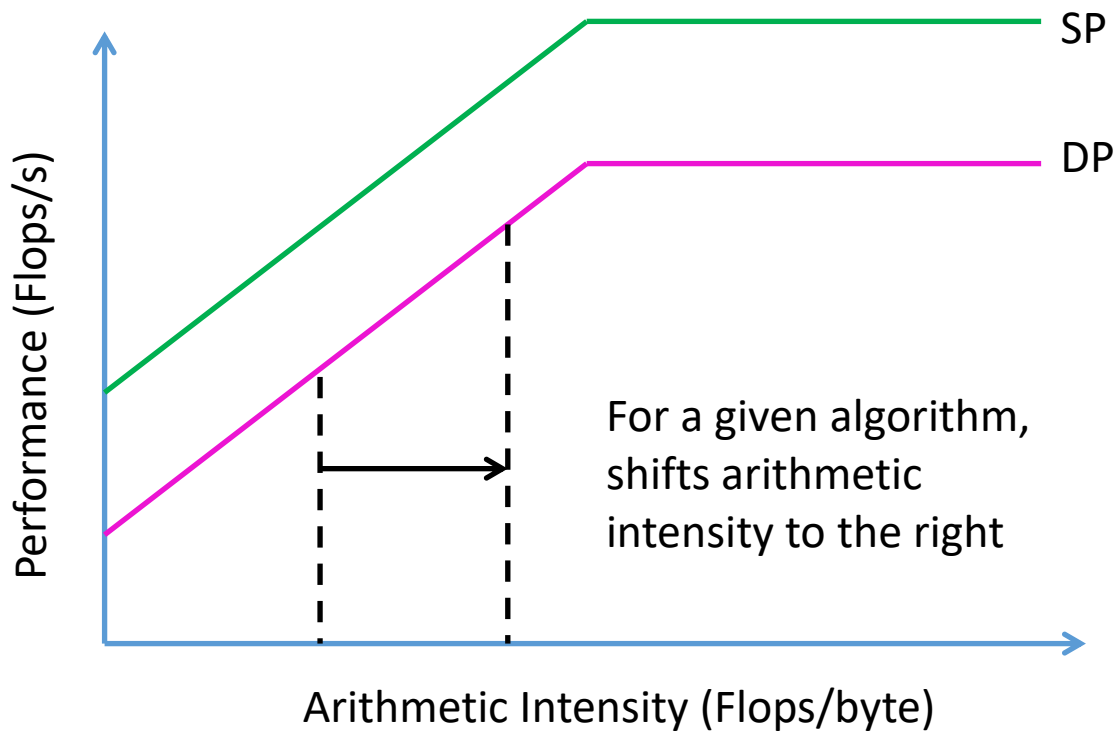 SP
DP
Performance (Flops/s)
For a given algorithm,
shifts arithmetic
intensity to the right
Arithmetic Intensity (Flops/byte)